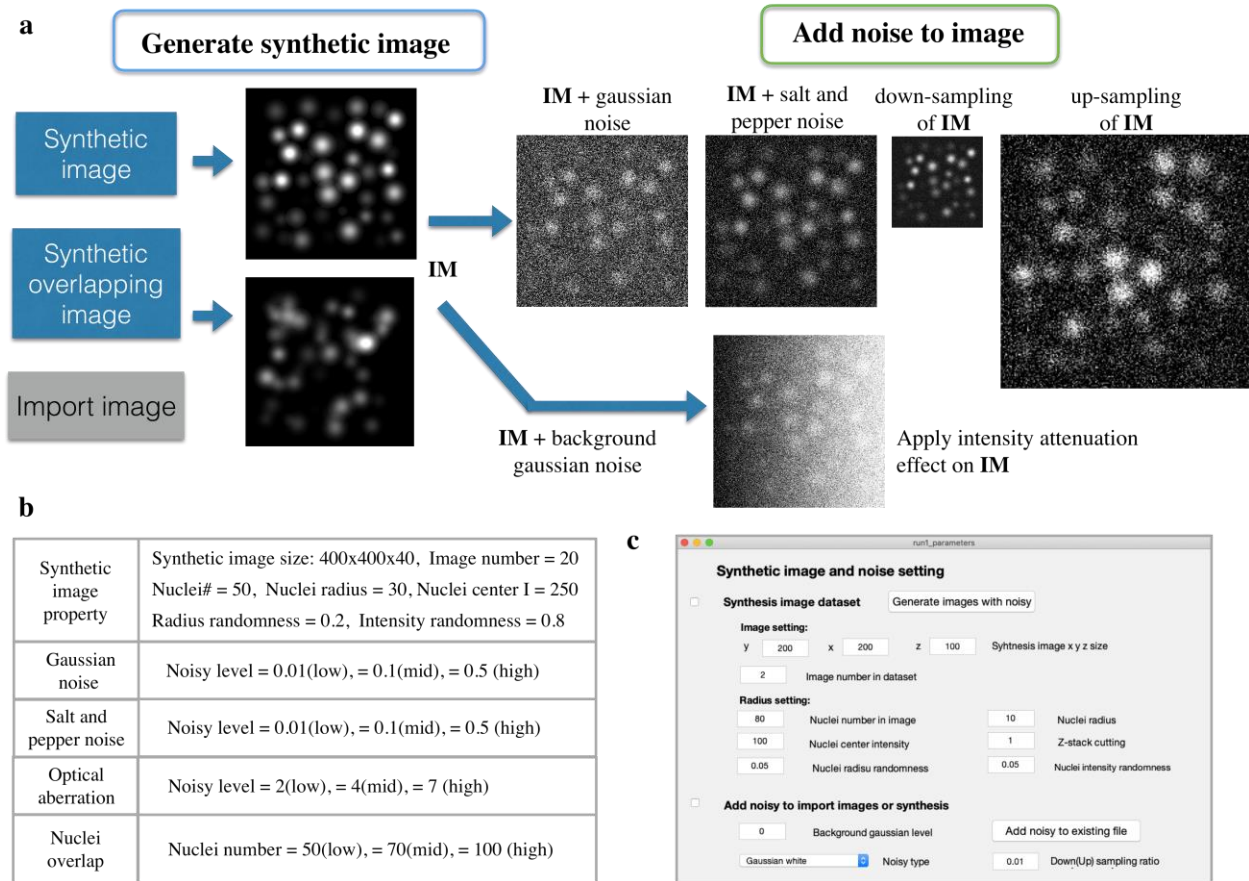 a
Generate synthetic image
Add noise to image
Synthetic
image
Synthetic
overlapping
image
Import image
IM
IM + gaussian
noise
IM + salt and
pepper noise
down-sampling
of IM
up-sampling
of IM
IM + background
gaussian noise
Apply intensity attenuation
effect on IM
b
Synthetic
image
property
Synthetic image size: 400x400x40, Image number = 20
Nuclei# = 50, Nuclei radius = 30, Nuclei center I = 250
Radius randomness = 0.2, Intensity randomness = 0.8
Gaussian
noise
Noisy level = 0.01(low), = 0.1(mid), = 0.5 (high)
Salt and
pepper noise
Noisy level = 0.01(low), = 0.1(mid), = 0.5 (high)
Optical
aberration
Noisy level = 2(low), = 4(mid), = 7 (high)
Nuclei
overlap
Nuclei number = 50(low), = 70(mid), = 100 (high)
c
run1_parameters
Synthetic image and noise setting
Synthesis image dataset Generate images with noisy
Image setting:
y 200 x 200 z 100 Syhtnesis image x y z size
2 Image number in dataset
Radius setting:
80 Nuclei number in image 10 Nuclei radius
100 Nuclei center intensity 1 Z-stack cutting
0.05 Nuclei radisu randomness 0.05 Nuclei intensity randomness
Add noisy to import images or synthesis
0 Background gaussian level Add noisy to existing file
Gaussian white Noisy type 0.01 Down(Up) sampling ratio